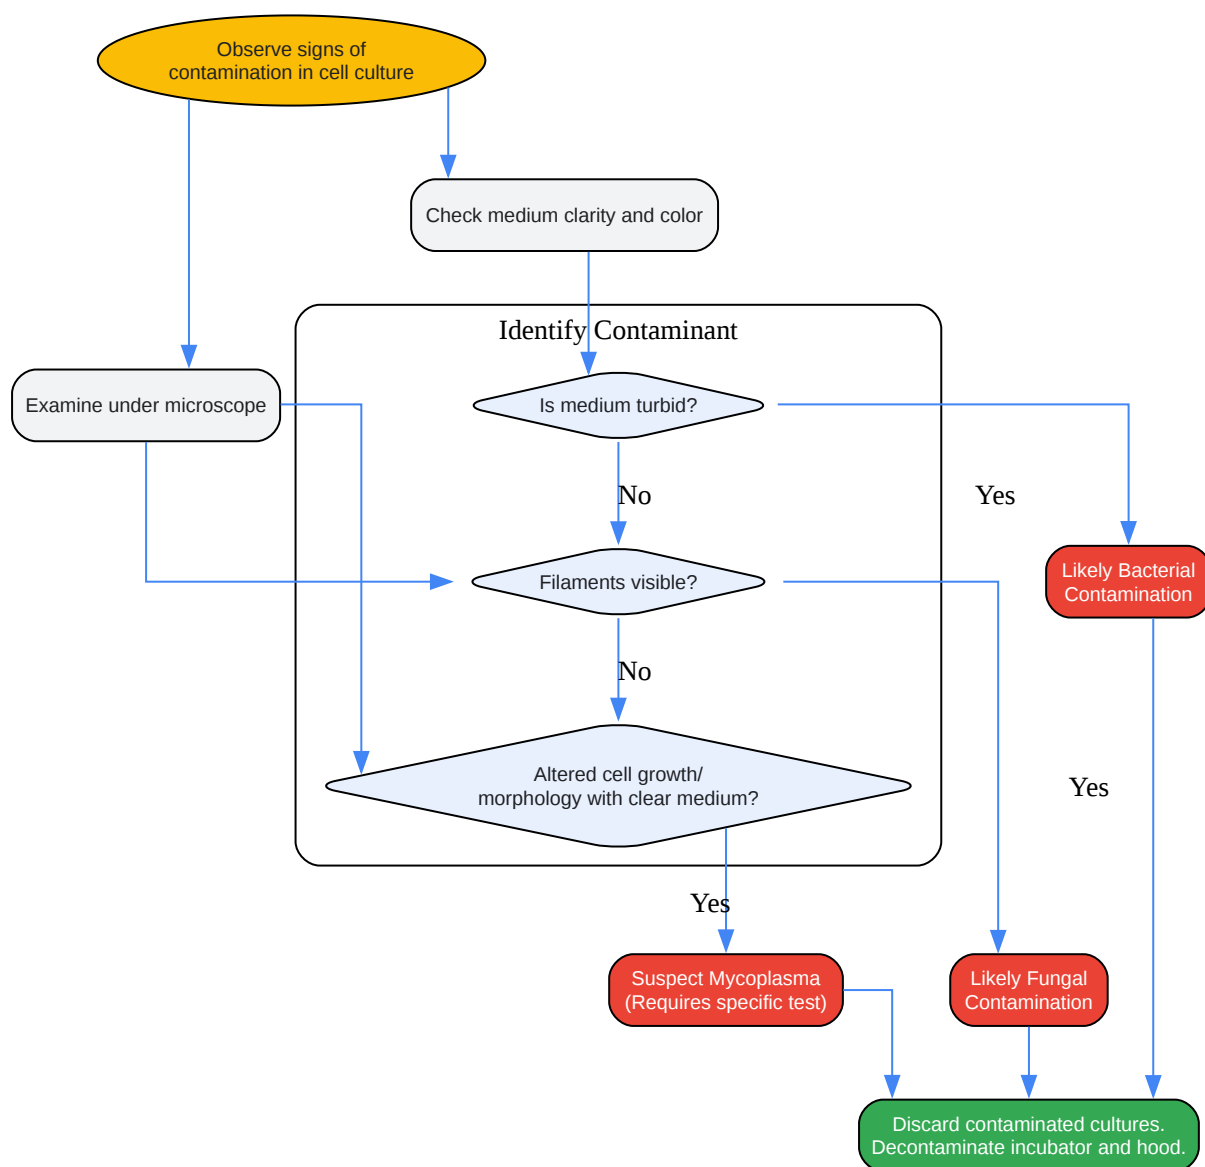 Observe signs of
contamination in cell culture
Check medium clarity and color
Identify Contaminant
Examine under microscope
Is medium turbid?
No
Yes
Filaments visible?
Likely Bacterial
Contamination
No
Altered cell growth/
morphology with clear medium?
Yes
Yes
Suspect Mycoplasma
(Requires specific test)
Likely Fungal
Contamination
Discard contaminated cultures.
Decontaminate incubator and hood.